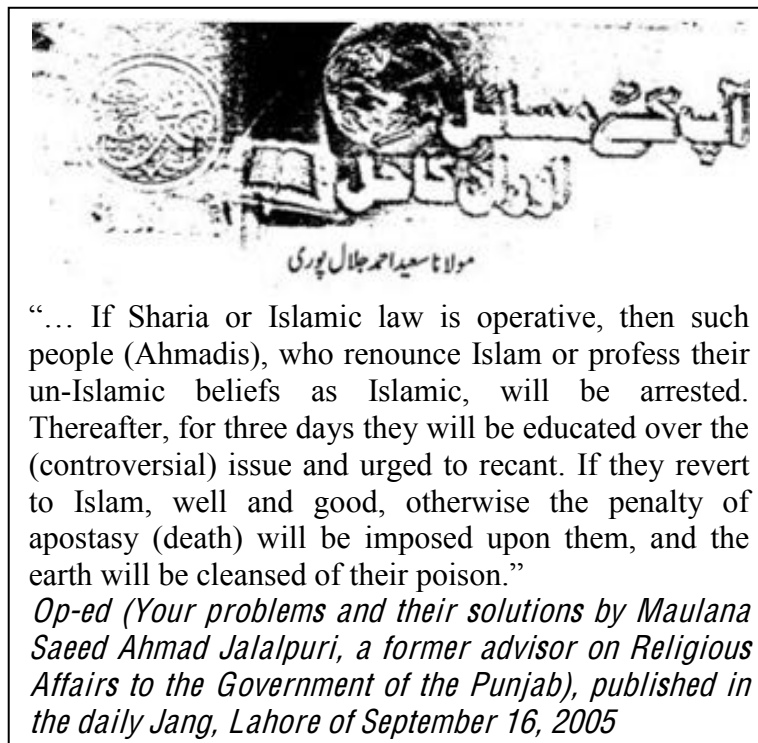 آپ کے مسائل
اور ان کا حل
مولانا سعید احمد جلال پوری
“… If Sharia or Islamic law is operative, then such
people (Ahmadis), who renounce Islam or profess their
un-Islamic beliefs as Islamic, will be arrested.
Thereafter, for three days they will be educated over the
(controversial) issue and urged to recant. If they revert
to Islam, well and good, otherwise the penalty of
apostasy (death) will be imposed upon them, and the
earth will be cleansed of their poison.”
Op-ed (Your problems and their solutions by Maulana
Saeed Ahmad Jalalpuri, a former advisor on Religious
Affairs to the Government of the Punjab), published in
the daily Jang, Lahore of September 16, 2005